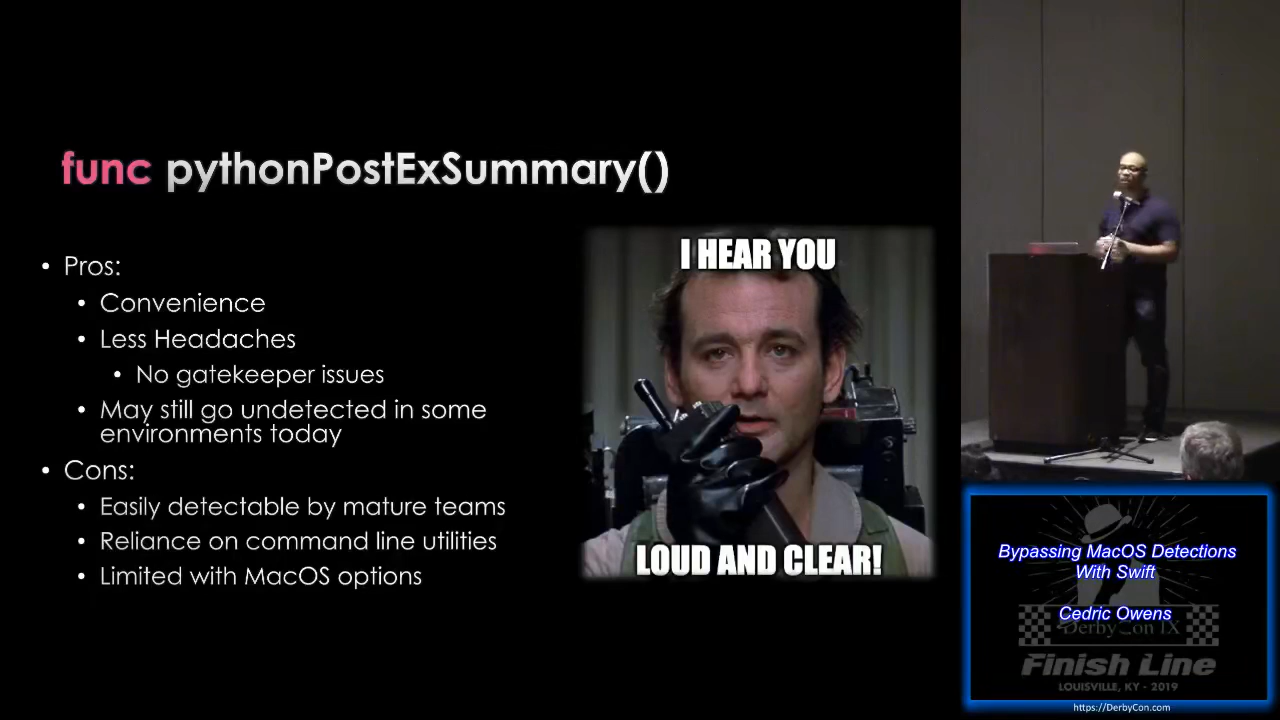 func pythonPostExSummary()
• Pros:
• Convenience
• Less Headaches
• No gatekeeper issues
• May still go undetected in some
environments today
• Cons:
• Easily detectable by mature teams
• Reliance on command line utilities
• Limited with MacOS options
I HEAR YOU
LOUD AND CLEAR!
Bypassing MacOS Detections
With Swift
Cedric Owens
DerbyCon IX
Finish Line
LOUISVILLE, KY - 2019
https://DerbyCon.com